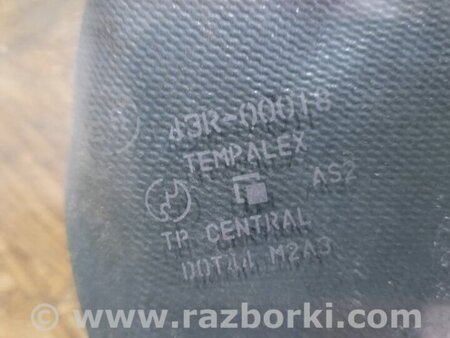 43R-00018
TEMPALEX
AS2
TP CENTRAL
DOT44 M2A3
www.razborki.com